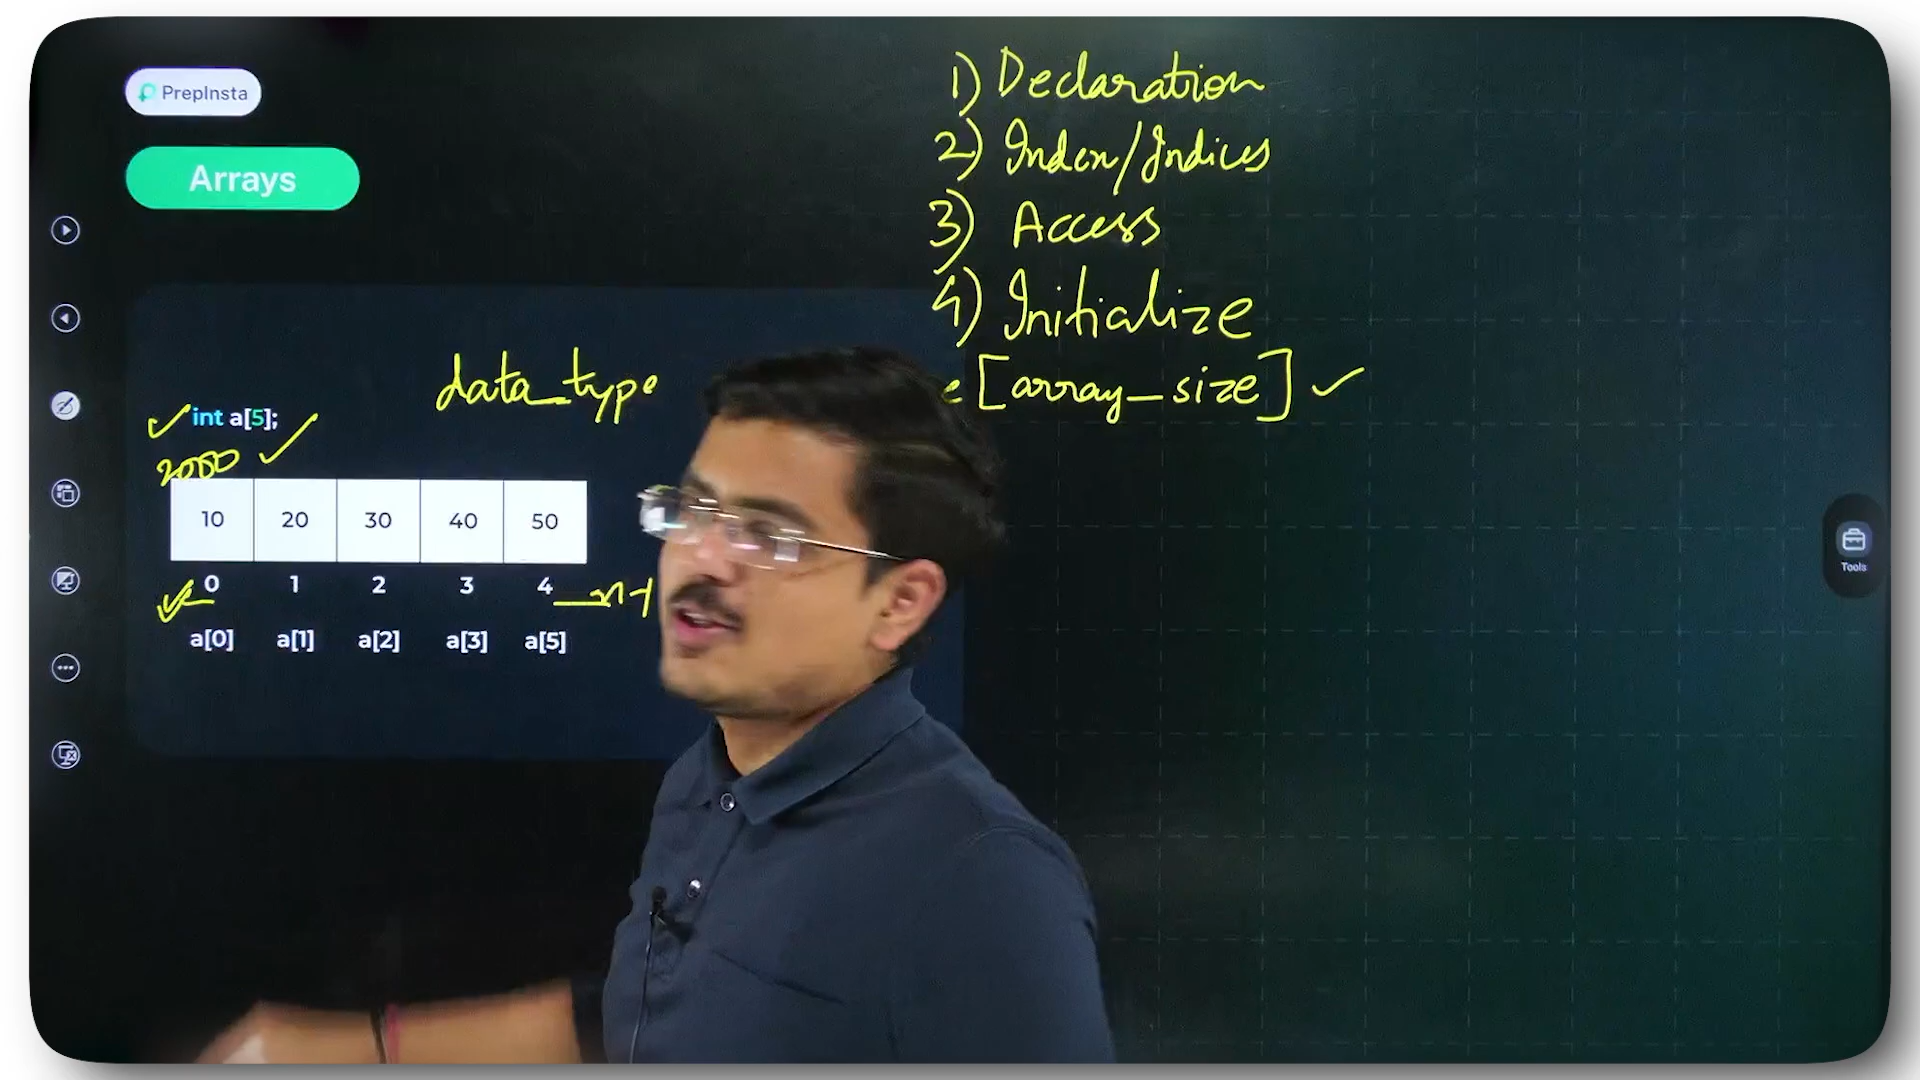 PrepInsta
Arrays
1) Declaration
2) Index/Indices
3) Access
4) Initialize
data_type e [array_size] ✓
✓ int a[5]; ✓
2000
10 20 30 40 50
0 1 2 3 4 n-1
a[0] a[1] a[2] a[3] a[5]
Tools